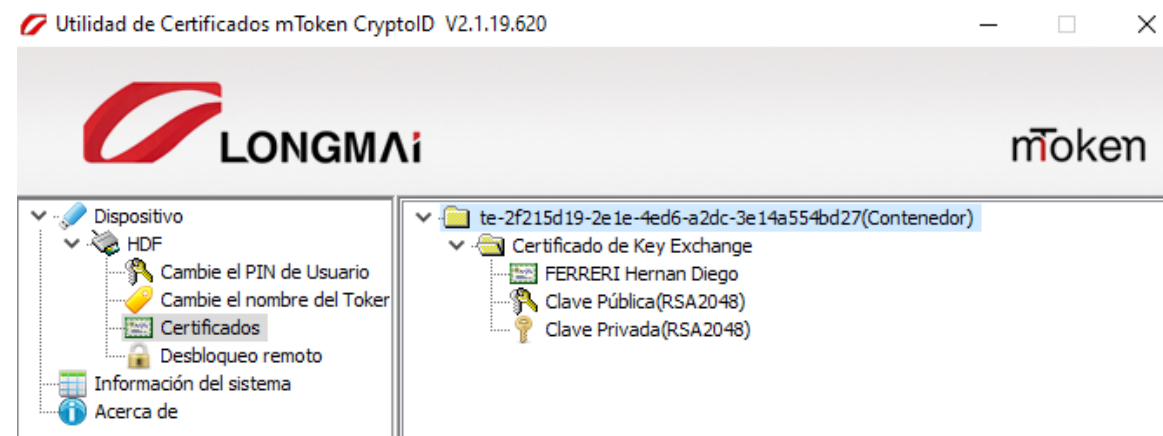 Utilidad de Certificados mToken CryptoID V2.1.19.620
LONGMAi
mToken
Dispositivo
HDF
Cambie el PIN de Usuario
Cambie el nombre del Token
Certificados
Desbloqueo remoto
Información del sistema
Acerca de
te-2f215d19-2e1e-4ed6-a2dc-3e14a554bd27(Contenedor)
Certificado de Key Exchange
FERRERI Hernan Diego
Clave Pública(RSA2048)
Clave Privada(RSA2048)